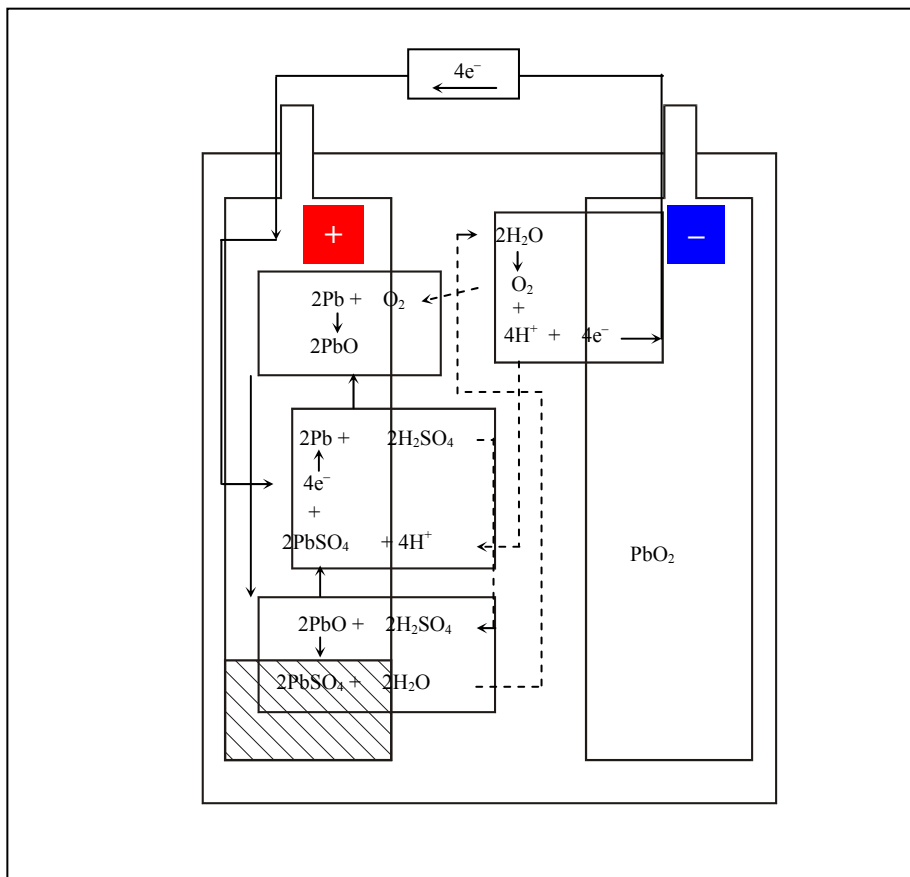 4e⁻
+
–
2H₂O
O₂
+
4H⁺ + 4e⁻
2Pb + O₂
2PbO
2Pb + 2H₂SO₄
4e⁻
+
2PbSO₄ + 4H⁺
PbO₂
2PbO + 2H₂SO₄
2PbSO₄ + 2H₂O